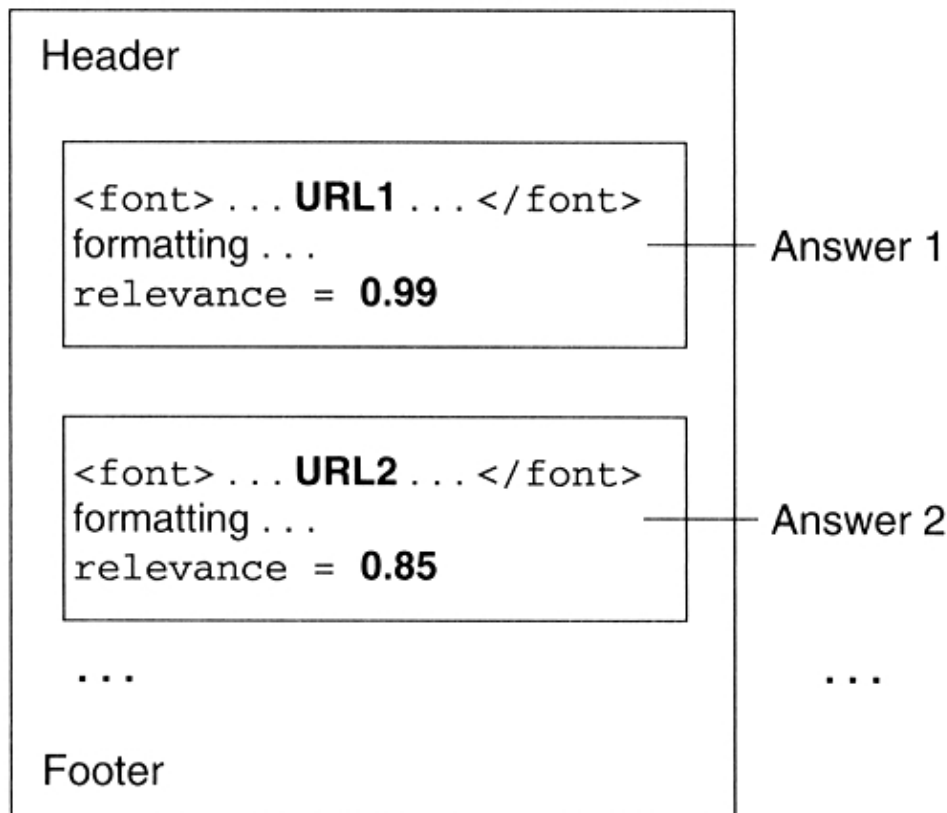 Header
<font> ... URL1 ... </font>
formatting ...
relevance = 0.99
Answer 1
<font> ... URL2 ... </font>
formatting ...
relevance = 0.85
Answer 2
... ...
Footer